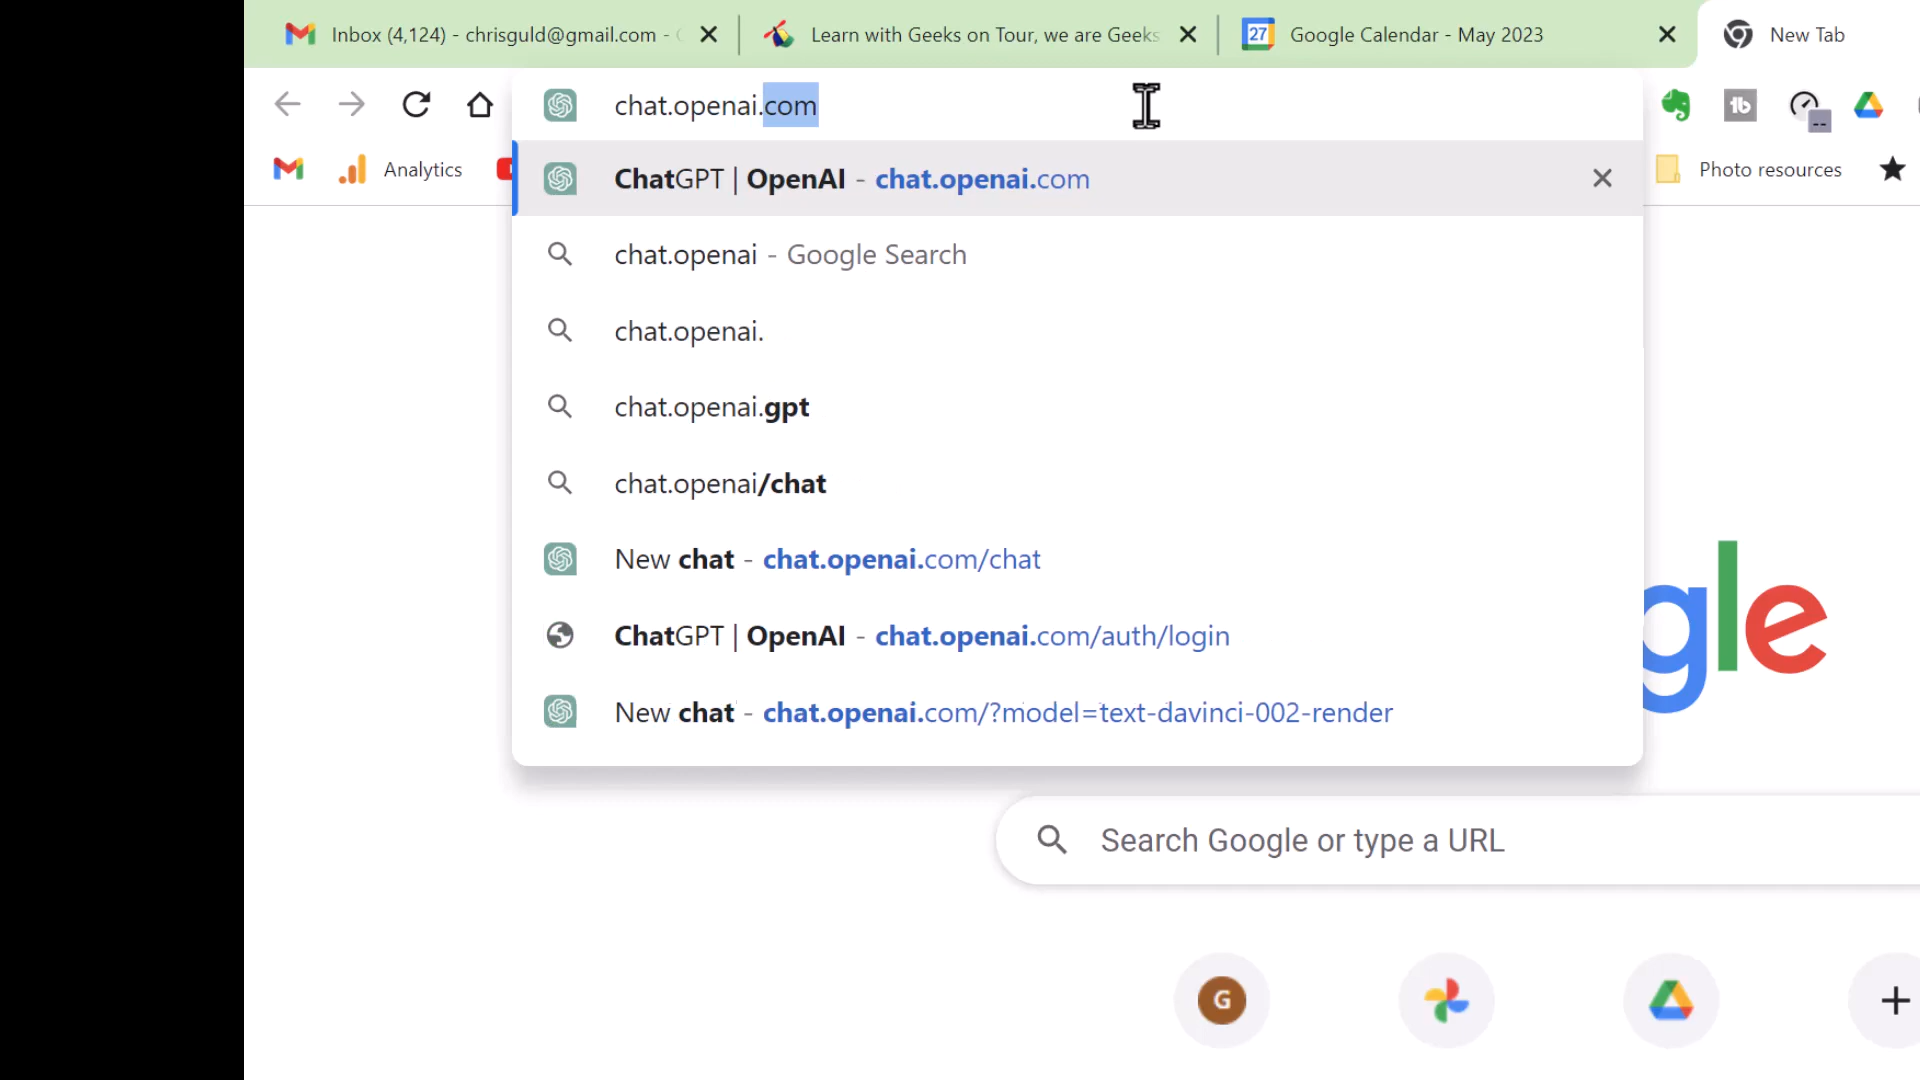 Inbox (4,124) - chrisguld@gmail.com -
Learn with Geeks on Tour, we are Geeks
27
Google Calendar - May 2023
New Tab
chat.openai.com
tb
--
Analytics
ChatGPT | OpenAI - chat.openai.com
Photo resources
chat.openai - Google Search
chat.openai.
chat.openai.gpt
chat.openai/chat
New chat - chat.openai.com/chat
ChatGPT | OpenAI - chat.openai.com/auth/login
gle
New chat - chat.openai.com/?model=text-davinci-002-render
Search Google or type a URL
G